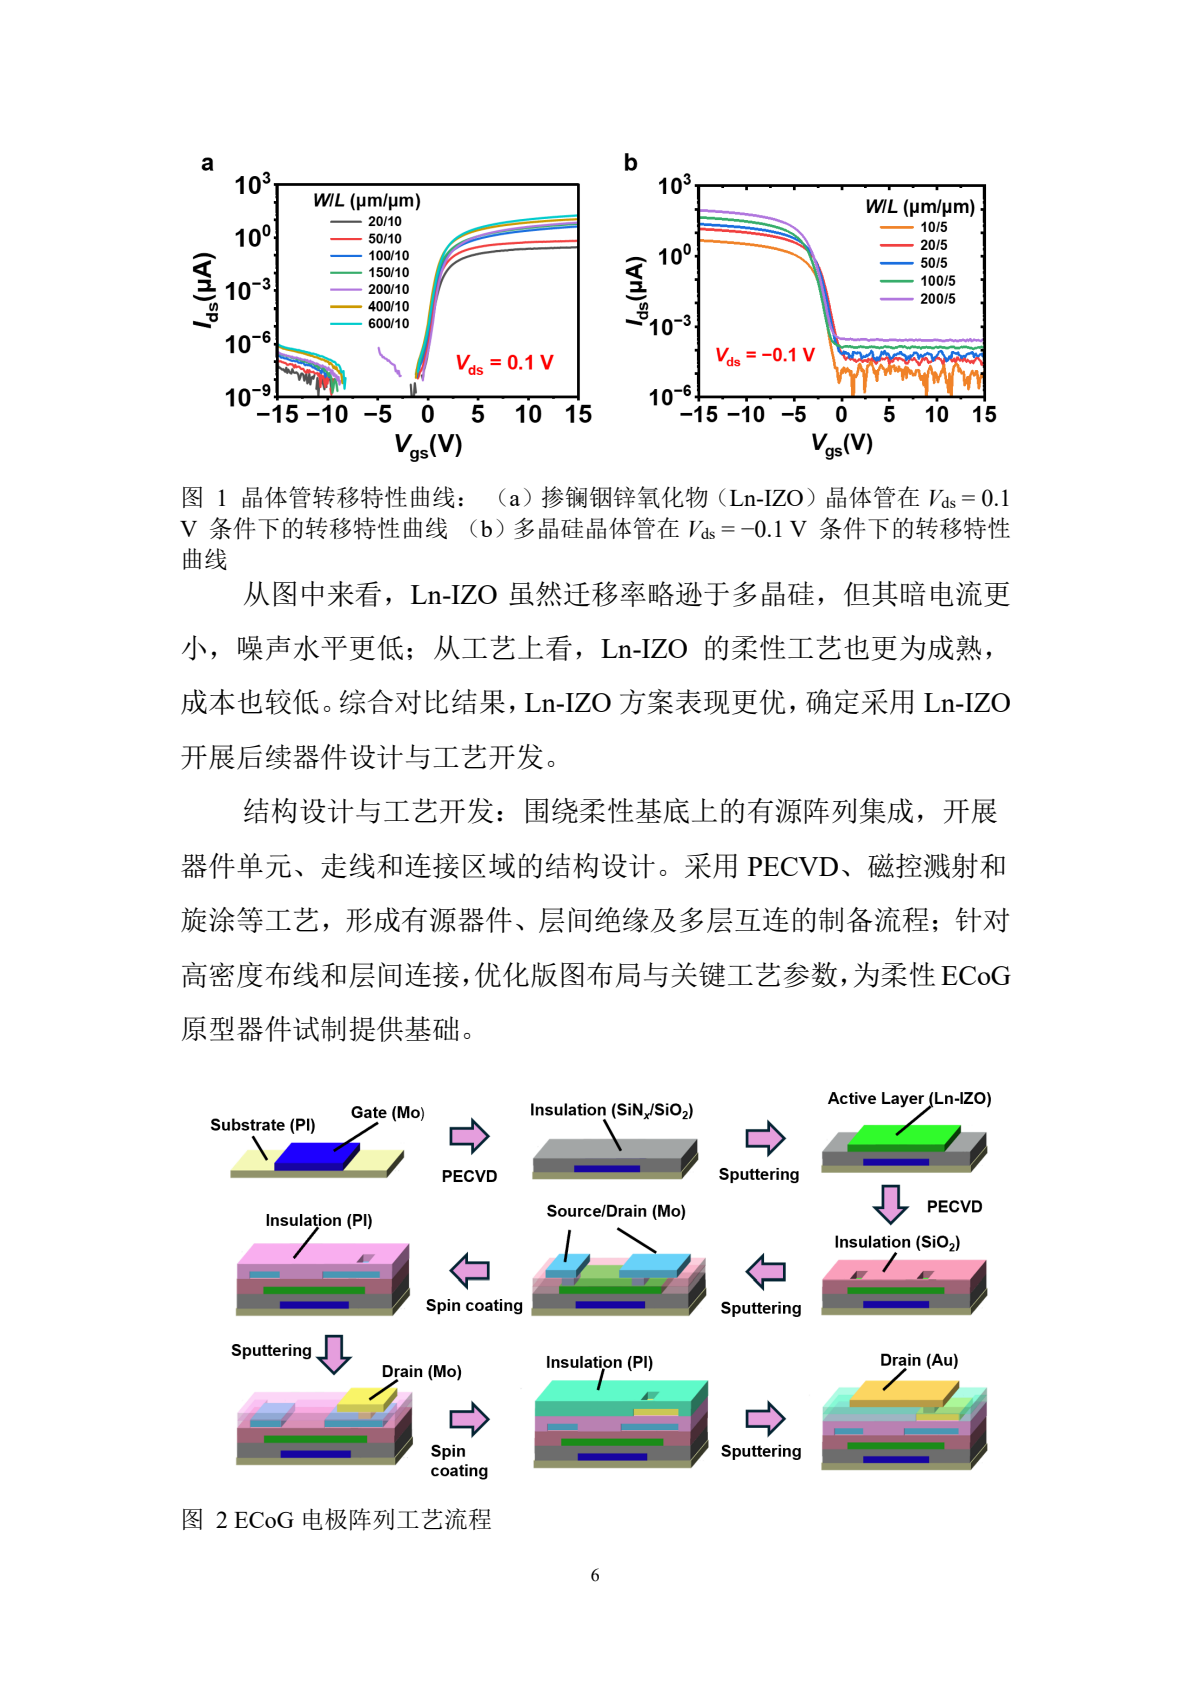 a
10³
10⁰
10⁻³
10⁻⁶
10⁻⁹
Ids(μA)
W/L (μm/μm)
20/10
50/10
100/10
150/10
200/10
400/10
600/10
Vds = 0.1 V
−15 −10 −5 0 5 10 15
Vgs(V)
b
10³
10⁰
10⁻³
10⁻⁶
Ids(μA)
W/L (μm/μm)
10/5
20/5
50/5
100/5
200/5
Vds = −0.1 V
−15 −10 −5 0 5 10 15
Vgs(V)
图 1 晶体管转移特性曲线： （a）掺镧铟锌氧化物（Ln-IZO）晶体管在 Vds = 0.1
V 条件下的转移特性曲线 （b）多晶硅晶体管在 Vds = −0.1 V 条件下的转移特性
曲线
从图中来看，Ln-IZO 虽然迁移率略逊于多晶硅，但其暗电流更
小，噪声水平更低；从工艺上看，Ln-IZO 的柔性工艺也更为成熟，
成本也较低。综合对比结果，Ln-IZO 方案表现更优，确定采用 Ln-IZO
开展后续器件设计与工艺开发。
结构设计与工艺开发：围绕柔性基底上的有源阵列集成，开展
器件单元、走线和连接区域的结构设计。采用 PECVD、磁控溅射和
旋涂等工艺，形成有源器件、层间绝缘及多层互连的制备流程；针对
高密度布线和层间连接，优化版图布局与关键工艺参数，为柔性 ECoG
原型器件试制提供基础。
Substrate (PI)
Gate (Mo)
PECVD
Insulation (SiNx/SiO₂)
Sputtering
Active Layer (Ln-IZO)
PECVD
Insulation (SiO₂)
Sputtering
Source/Drain (Mo)
Spin coating
Insulation (PI)
Sputtering
Drain (Mo)
Spin
coating
Insulation (PI)
Sputtering
Drain (Au)
图 2 ECoG 电极阵列工艺流程
6